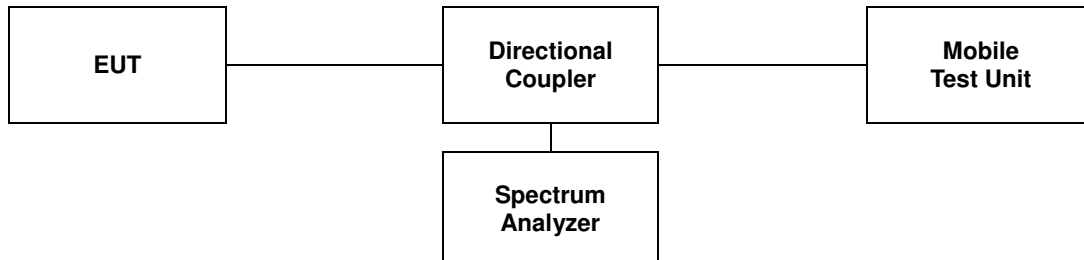 EUT
Directional
Coupler
Mobile
Test Unit
Spectrum
Analyzer